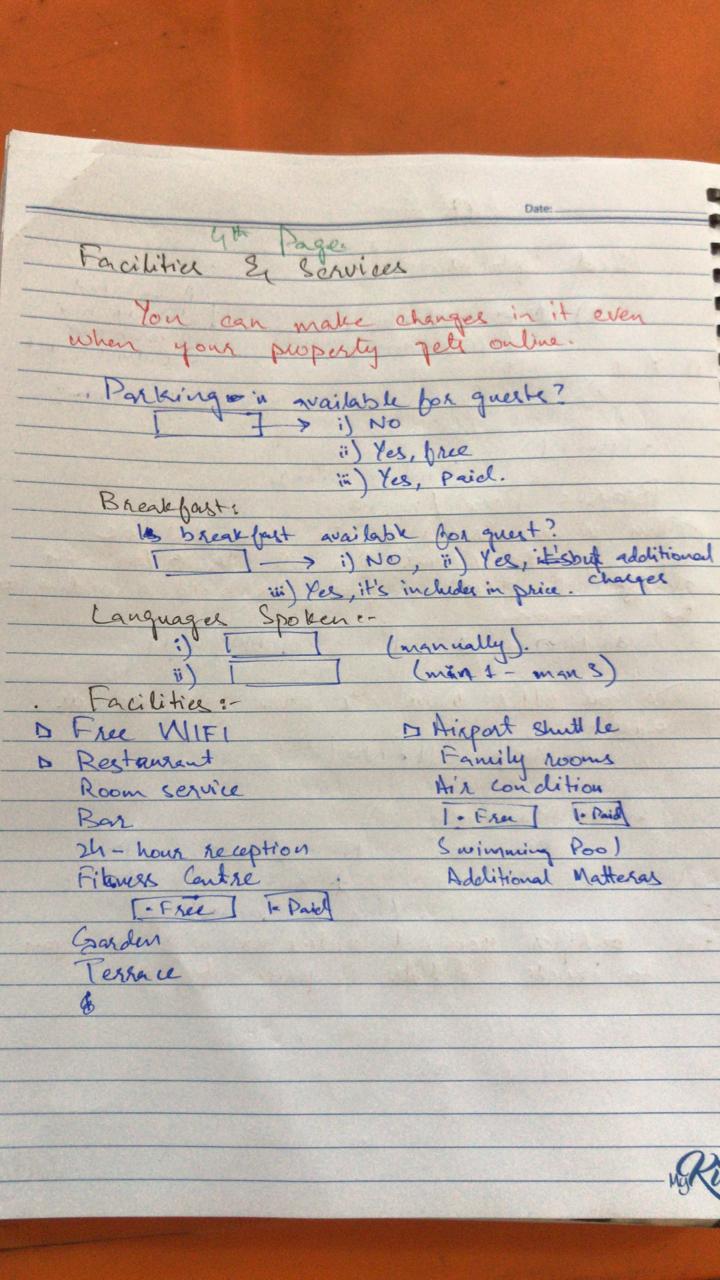 Date:
4th Page
Facilities & Services
You can make changes in it even
when your property gets online.
Parking is available for guests?
i) NO
ii) Yes, free
iii) Yes, Paid.
Breakfast:
Is breakfast available for guest?
i) NO, ii) Yes, but additional
charges
iii) Yes, it's includes in price.
Languages Spoken:-
i) (manually).
ii) (min 1 - max 3)
Facilities:-
Free WIFI
Airport shuttle
Restaurant
Family rooms
Room service
Air condition
Bar
Free Paid
24-hour reception
Swimming Pool
Fitness Centre
Additional Matteras
Free Paid
Garden
Terrace
My